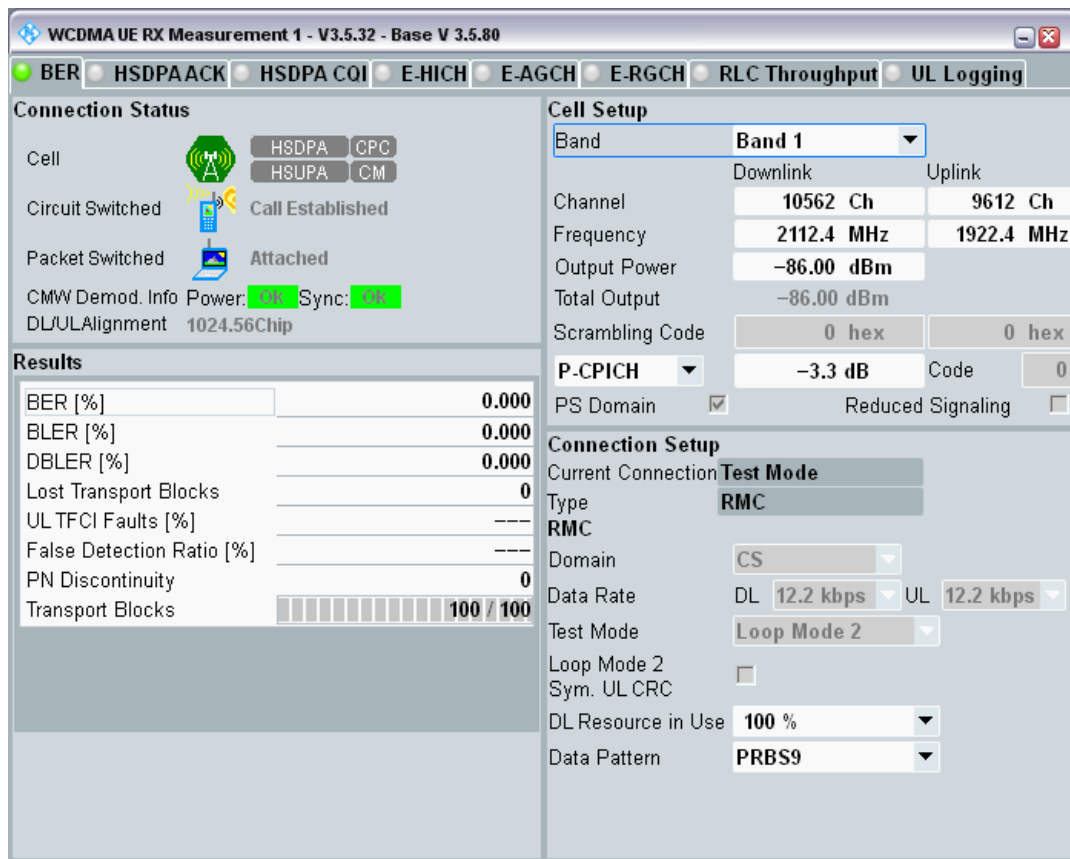 WCDMA UE RX Measurement 1 - V3.5.32 - Base V 3.5.80
BER HSDPA ACK HSDPA CQI E-HICH E-AGCH E-RGCH RLC Throughput UL Logging
Connection Status
Cell HSDPA CPC
HSUPA CM
Circuit Switched Call Established
Packet Switched Attached
CMW Demod. Info Power: Ok Sync: Ok
DL/ULAlignment 1024.56Chip
Results
BER [%] 0.000
BLER [%] 0.000
DBLER [%] 0.000
Lost Transport Blocks 0
UL TFCI Faults [%] ---
False Detection Ratio [%] ---
PN Discontinuity 0
Transport Blocks 100 / 100
Cell Setup
Band Band 1
Downlink Uplink
Channel 10562 Ch 9612 Ch
Frequency 2112.4 MHz 1922.4 MHz
Output Power -86.00 dBm
Total Output -86.00 dBm
Scrambling Code 0 hex 0 hex
P-CPICH -3.3 dB Code 0
PS Domain Reduced Signaling
Connection Setup
Current Connection Test Mode
Type RMC
RMC
Domain CS
Data Rate DL 12.2 kbps UL 12.2 kbps
Test Mode Loop Mode 2
Loop Mode 2
Sym. UL CRC
DL Resource in Use 100 %
Data Pattern PRBS9